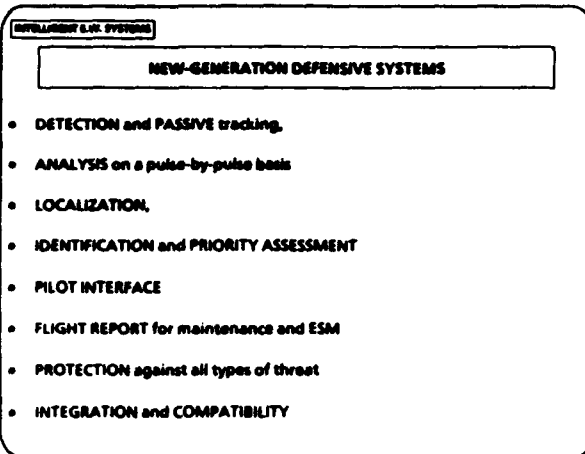 INTELLIGENT E.W. SYSTEMS
NEW-GENERATION DEFENSIVE SYSTEMS
• DETECTION and PASSIVE tracking,
• ANALYSIS on a pulse-by-pulse basis
• LOCALIZATION,
• IDENTIFICATION and PRIORITY ASSESSMENT
• PILOT INTERFACE
• FLIGHT REPORT for maintenance and ESM
• PROTECTION against all types of threat
• INTEGRATION and COMPATIBILITY